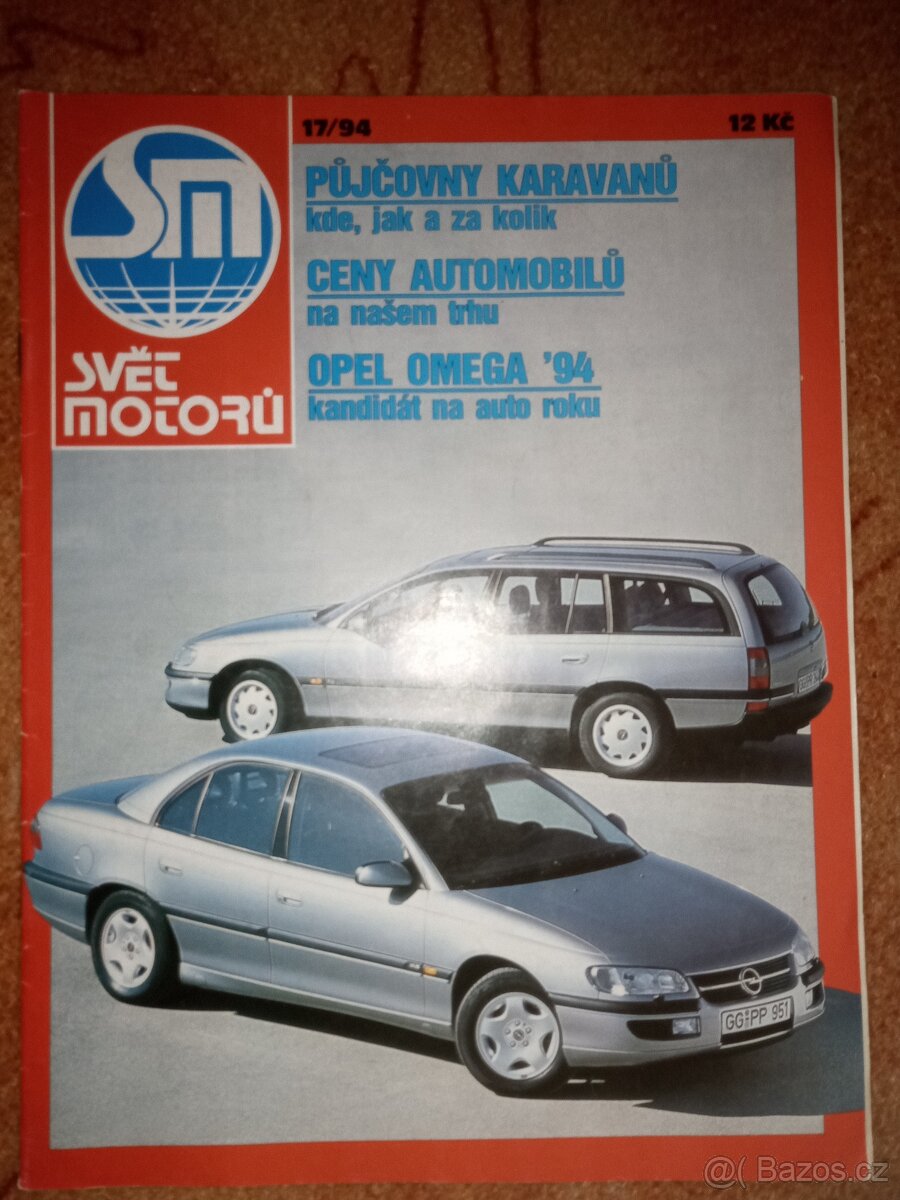 17/94
12 Kč
SM
SVĚT
MOTORŮ
PŮJČOVNY KARAVANŮ
kde, jak a za kolik
CENY AUTOMOBILŮ
na našem trhu
OPEL OMEGA '94
kandidát na auto roku
GG PP 951
@( Bazos.cz